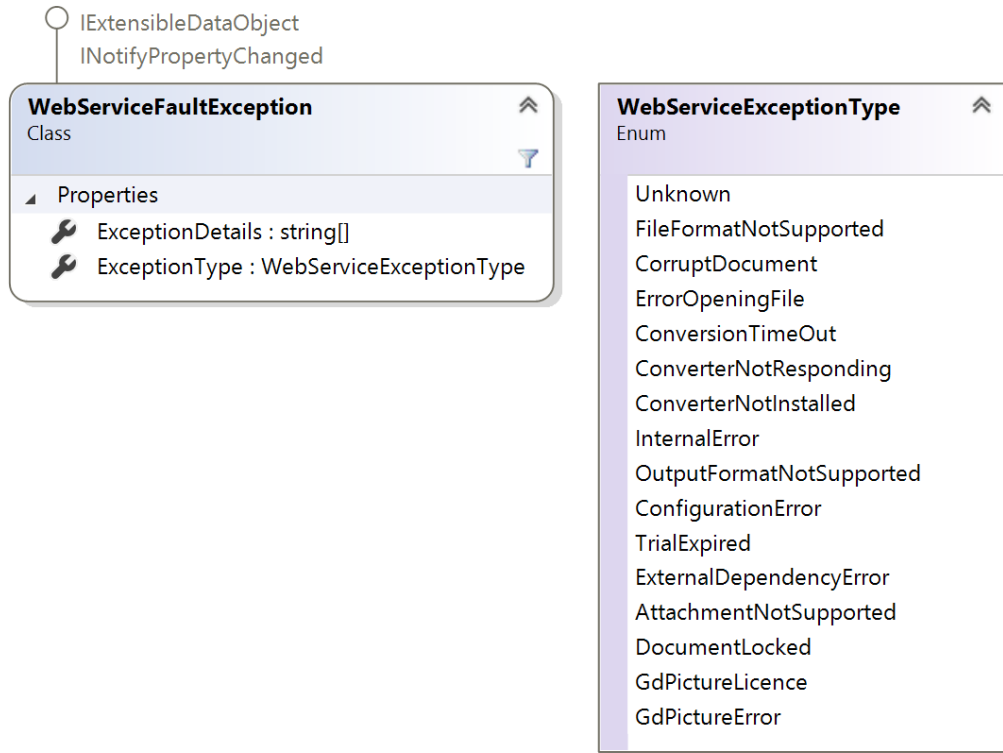 IExtensibleDataObject
INotifyPropertyChanged
WebServiceFaultException
Class
Properties
ExceptionDetails : string[]
ExceptionType : WebServiceExceptionType
WebServiceExceptionType
Enum
Unknown
FileFormatNotSupported
CorruptDocument
ErrorOpeningFile
ConversionTimeOut
ConverterNotResponding
ConverterNotInstalled
InternalError
OutputFormatNotSupported
ConfigurationError
TrialExpired
ExternalDependencyError
AttachmentNotSupported
DocumentLocked
GdPictureLicence
GdPictureError